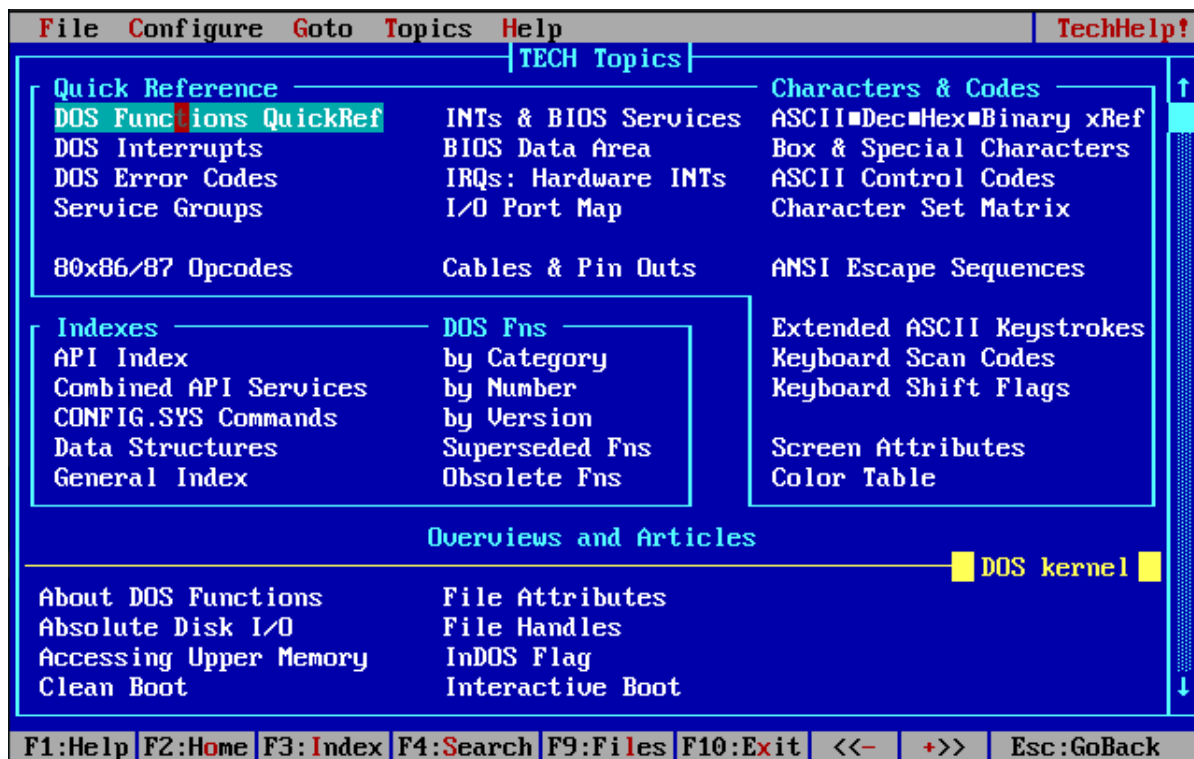 File Configure Goto Topics Help TechHelp!
TECH Topics
Quick Reference Characters & Codes
DOS Functions QuickRef INTs & BIOS Services ASCII■Dec■Hex■Binary xRef
DOS Interrupts BIOS Data Area Box & Special Characters
DOS Error Codes IRQs: Hardware INTs ASCII Control Codes
Service Groups I/O Port Map Character Set Matrix
80x86/87 Opcodes Cables & Pin Outs ANSI Escape Sequences
Indexes DOS Fns Extended ASCII Keystrokes
API Index by Category Keyboard Scan Codes
Combined API Services by Number Keyboard Shift Flags
CONFIG.SYS Commands by Version
Data Structures Superseded Fns Screen Attributes
General Index Obsolete Fns Color Table
Overviews and Articles
DOS kernel
About DOS Functions File Attributes
Absolute Disk I/O File Handles
Accessing Upper Memory InDOS Flag
Clean Boot Interactive Boot
F1:Help F2:Home F3:Index F4:Search F9:Files F10:Exit <<- +>> Esc:GoBack